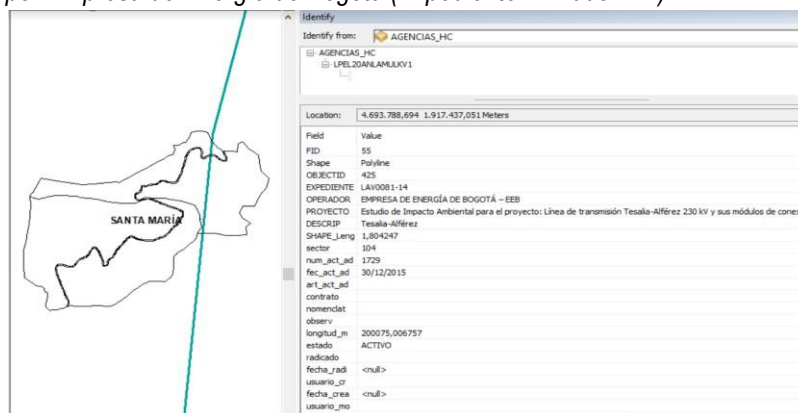 Identify
Identify from: AGENCIAS_HC
AGENCIAS_HC
LPEL20ANLAMULKV1
Location: 4.693.788,694 1.917.437,051 Meters
Field Value
FID 55
Shape Polyline
OBJECTID 425
EXPEDIENTE LAV0081-14
OPERADOR EMPRESA DE ENERGÍA DE BOGOTÁ – EEB
PROYECTO Estudio de Impacto Ambiental para el proyecto: Línea de transmisión Tesalia-Alférez 230 kV y sus módulos de conex
DESCRIP Tesalia-Alférez
SHAPE_Leng 1,804247
sector 104
num_act_ad 1729
fec_act_ad 30/12/2015
art_act_ad
contrato
nomenclat
observ
longitud_m 200075,006757
estado ACTIVO
radicado
fecha_radi <null>
usuario_cr
fecha_crea <null>
usuario_mo
SANTA MARÍA